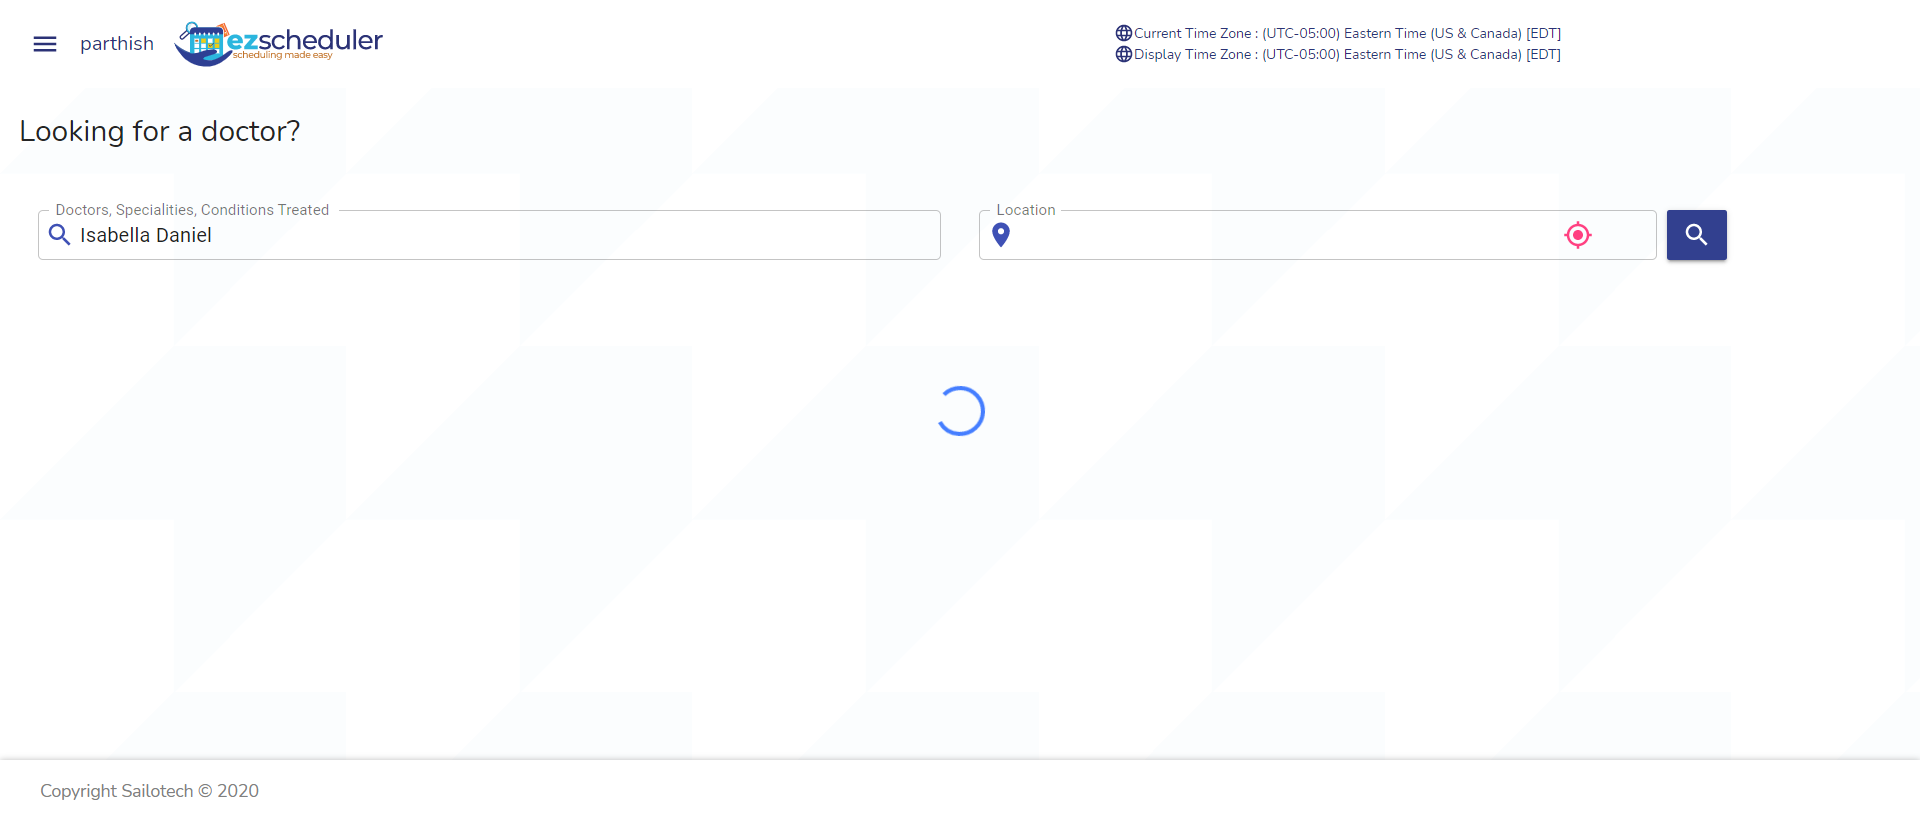 parthish
ezscheduler
scheduling made easy
Current Time Zone : (UTC-05:00) Eastern Time (US & Canada) [EDT]
Display Time Zone : (UTC-05:00) Eastern Time (US & Canada) [EDT]
Looking for a doctor?
Doctors, Specialities, Conditions Treated
Isabella Daniel
Location
Copyright Sailotech © 2020